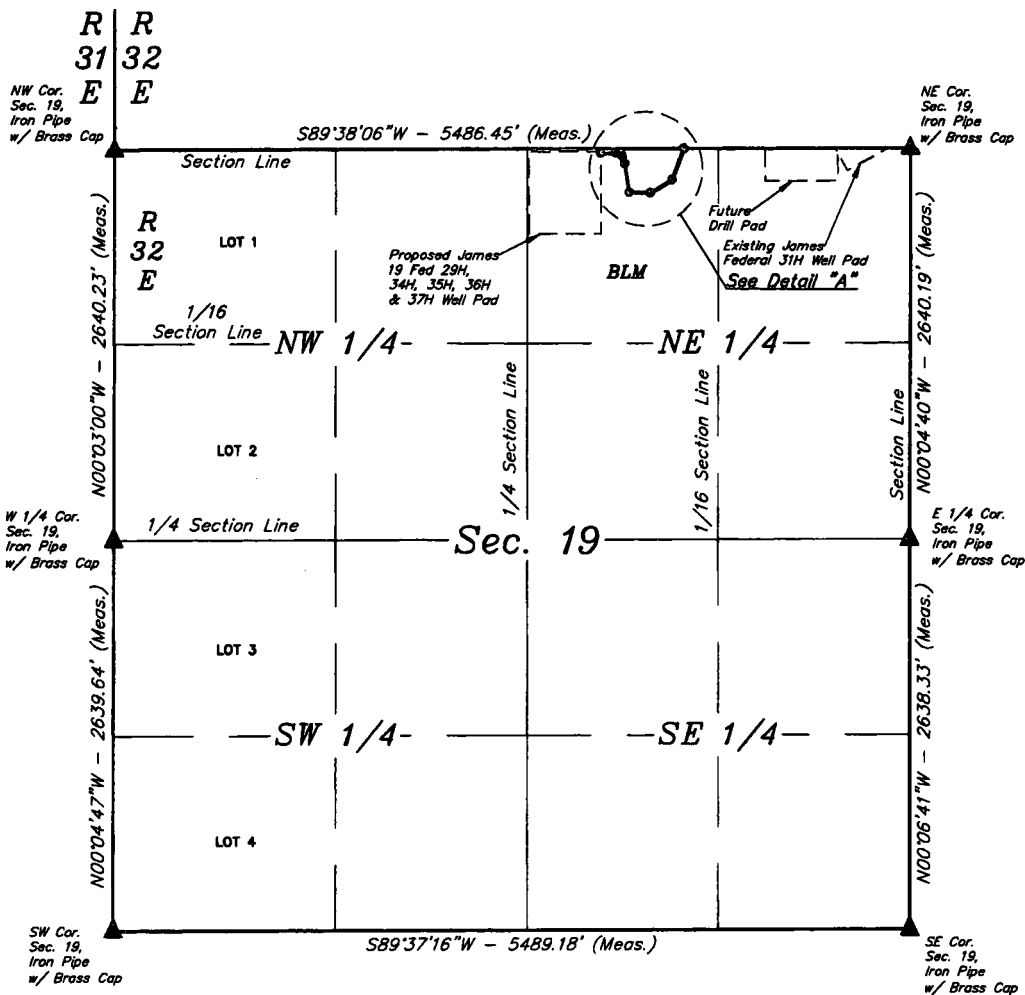 R R
31 32
E E
NW Cor.
Sec. 19,
Iron Pipe
w/ Brass Cap
NE Cor.
Sec. 19,
Iron Pipe
w/ Brass Cap
S89°38'06"W - 5486.45' (Meas.)
Section Line
R
32
E
LOT 1
N00°03'00"W - 2640.23' (Meas.)
Proposed James
19 Fed 29H,
34H, 35H, 36H
& 37H Well Pad
BLM
Future
Drill Pad
Existing James
Federal 31H Well Pad
See Detail "A"
N00°04'40"W - 2640.19' (Meas.)
1/16
Section Line
NW 1/4
NE 1/4
LOT 2
1/4 Section Line
1/16 Section Line
Section Line
W 1/4 Cor.
Sec. 19,
Iron Pipe
w/ Brass Cap
1/4 Section Line
Sec. 19
E 1/4 Cor.
Sec. 19,
Iron Pipe
w/ Brass Cap
N00°04'47"W - 2639.64' (Meas.)
LOT 3
N00°06'41"W - 2638.33' (Meas.)
SW 1/4
SE 1/4
LOT 4
SW Cor.
Sec. 19,
Iron Pipe
w/ Brass Cap
S89°37'16"W - 5489.18' (Meas.)
SE Cor.
Sec. 19,
Iron Pipe
w/ Brass Cap